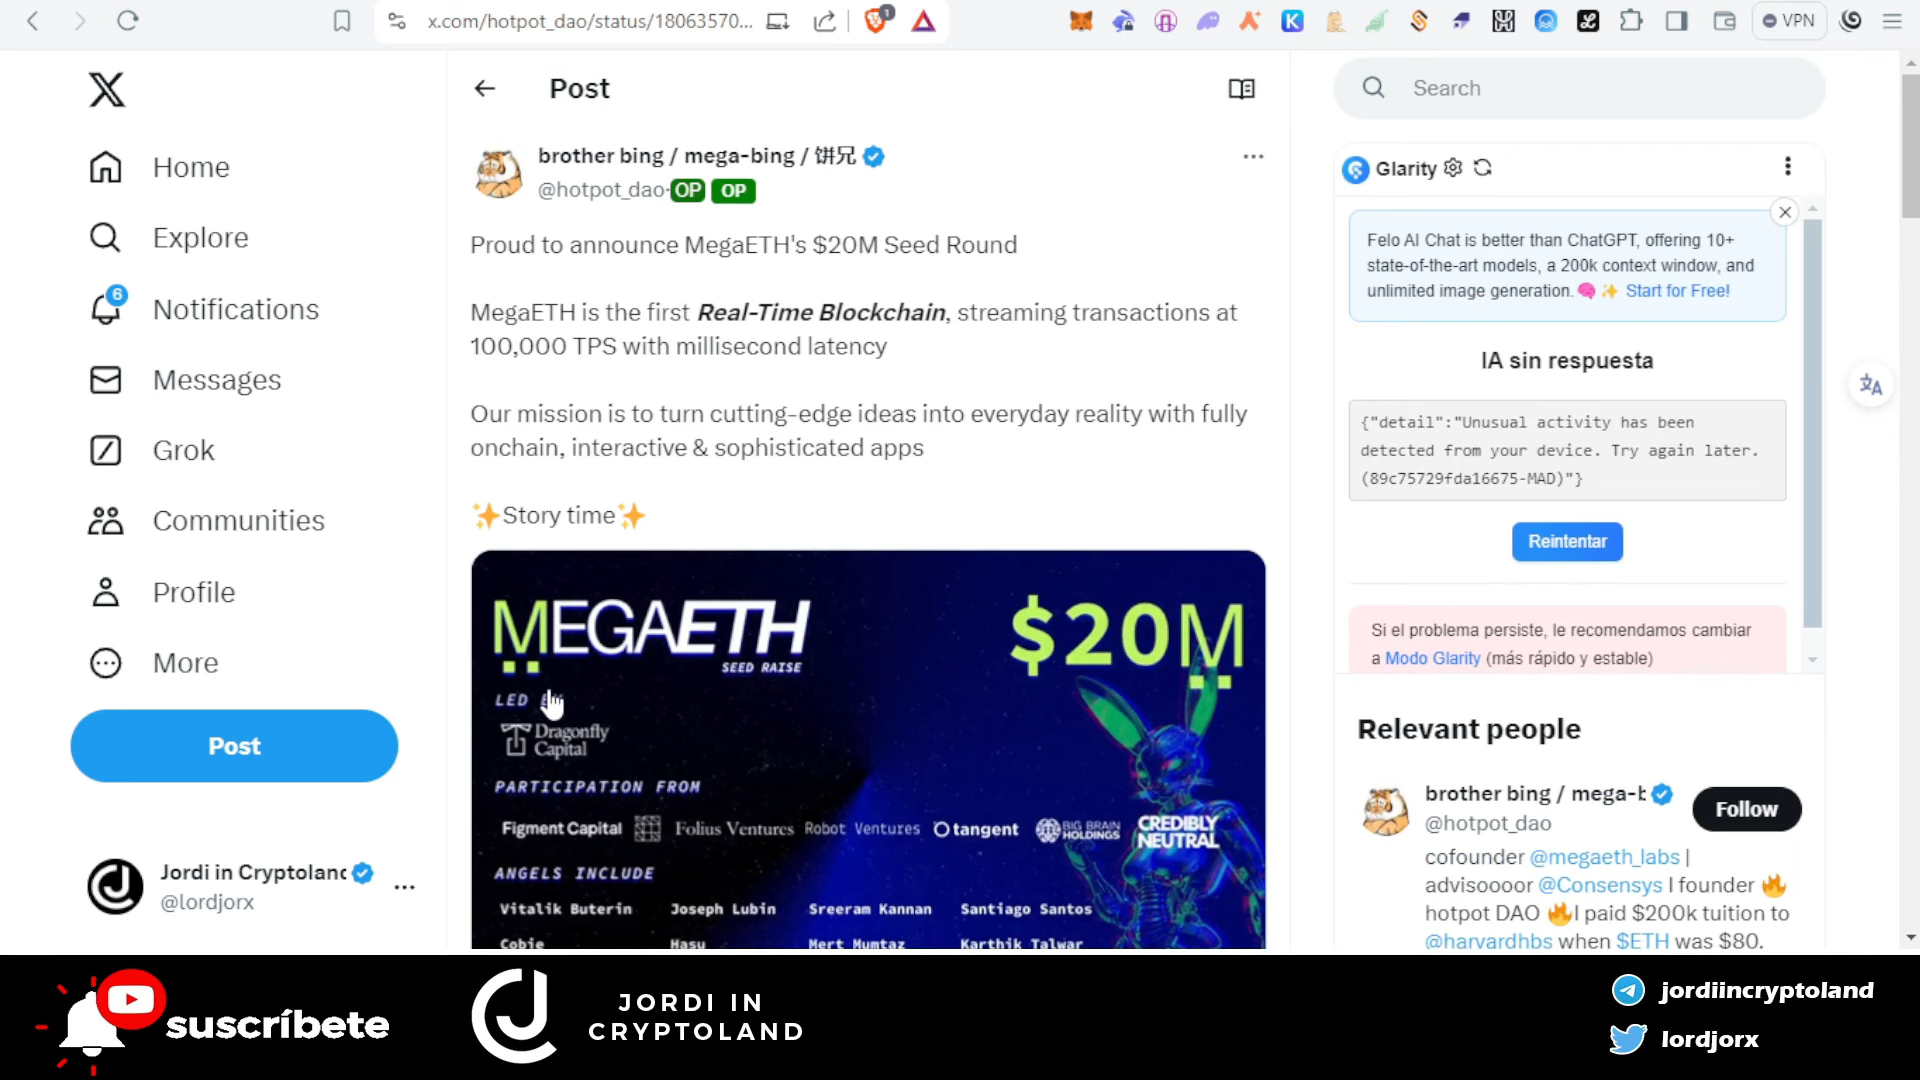 x.com/hotpot_dao/status/18063570...
1
VPN
Home
Explore
6
Notifications
Messages
Grok
Communities
Profile
More
Post
Jordi in Cryptolanc
@lordjorx
Post
brother bing / mega-bing / 饼兄
@hotpot_dao· OP OP
Proud to announce MegaETH's $20M Seed Round
MegaETH is the first Real-Time Blockchain, streaming transactions at
100,000 TPS with millisecond latency
Our mission is to turn cutting-edge ideas into everyday reality with fully
onchain, interactive & sophisticated apps
✨Story time✨
MEGAETH
SEED RAISE
$20M
LED
Dragonfly
Capital
PARTICIPATION FROM
Figment Capital Folius Ventures Robot Ventures tangent BIG BRAIN HOLDINGS CREDIBLY NEUTRAL
ANGELS INCLUDE
Vitalik Buterin Joseph Lubin Sreeram Kannan Santiago Santos
Cobie Hasu Mert Mumtaz Karthik Talwar
Search
Glarity
Felo AI Chat is better than ChatGPT, offering 10+
state-of-the-art models, a 200k context window, and
unlimited image generation. 🧠✨ Start for Free!
IA sin respuesta
{"detail":"Unusual activity has been
detected from your device. Try again later.
(89c75729fda16675-MAD)"}
Reintentar
Si el problema persiste, le recomendamos cambiar
a Modo Glarity (más rápido y estable)
Relevant people
brother bing / mega-b
@hotpot_dao
Follow
cofounder @megaeth_labs |
advisoooor @Consensys I founder 🔥
hotpot DAO 🔥I paid $200k tuition to
@harvardhbs when $ETH was $80.
suscríbete
JORDI IN
CRYPTOLAND
jordiincryptoland
lordjorx